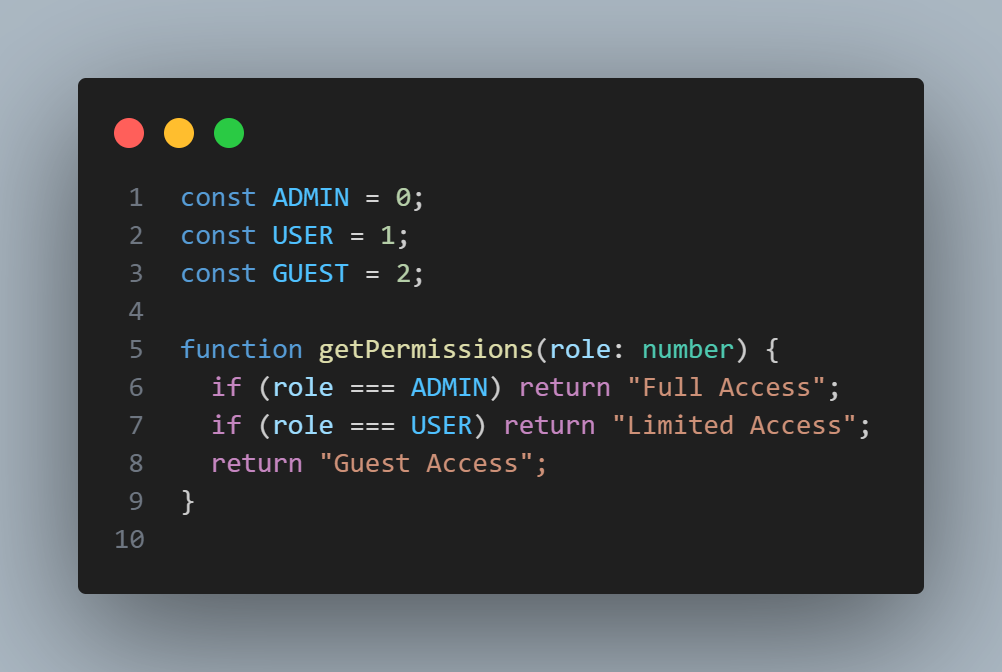 1 const ADMIN = 0;
2 const USER = 1;
3 const GUEST = 2;
4
5 function getPermissions(role: number) {
6   if (role === ADMIN) return "Full Access";
7   if (role === USER) return "Limited Access";
8   return "Guest Access";
9 }
10